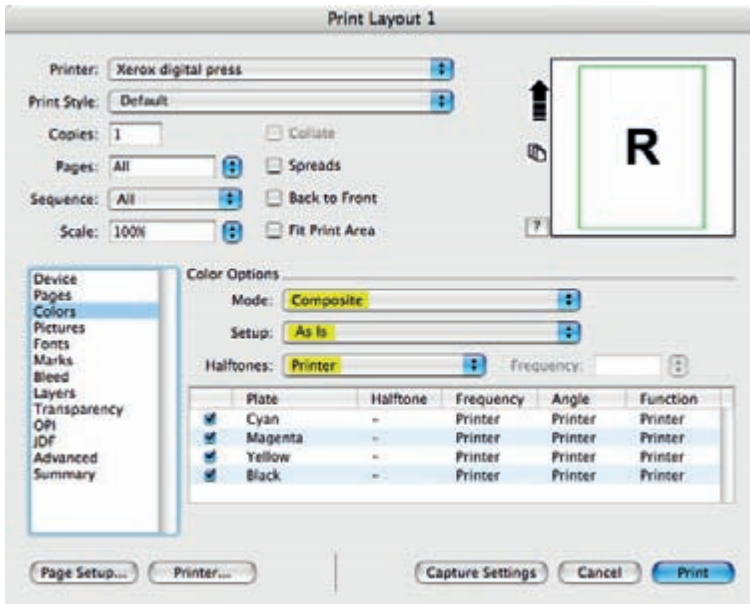 Print Layout 1
Printer: Xerox digital press
Print Style: Default
Copies: 1 Collate
Pages: All Spreads
Sequence: All Back to Front
Scale: 100% Fit Print Area
R
?
Device
Pages
Colors
Pictures
Fonts
Marks
Bleed
Layers
Transparency
OPI
JDF
Advanced
Summary
Color Options
Mode: Composite
Setup: As Is
Halftones: Printer Frequency:
Plate Halftone Frequency Angle Function
Cyan - Printer Printer Printer
Magenta - Printer Printer Printer
Yellow - Printer Printer Printer
Black - Printer Printer Printer
Page Setup... Printer... Capture Settings Cancel Print